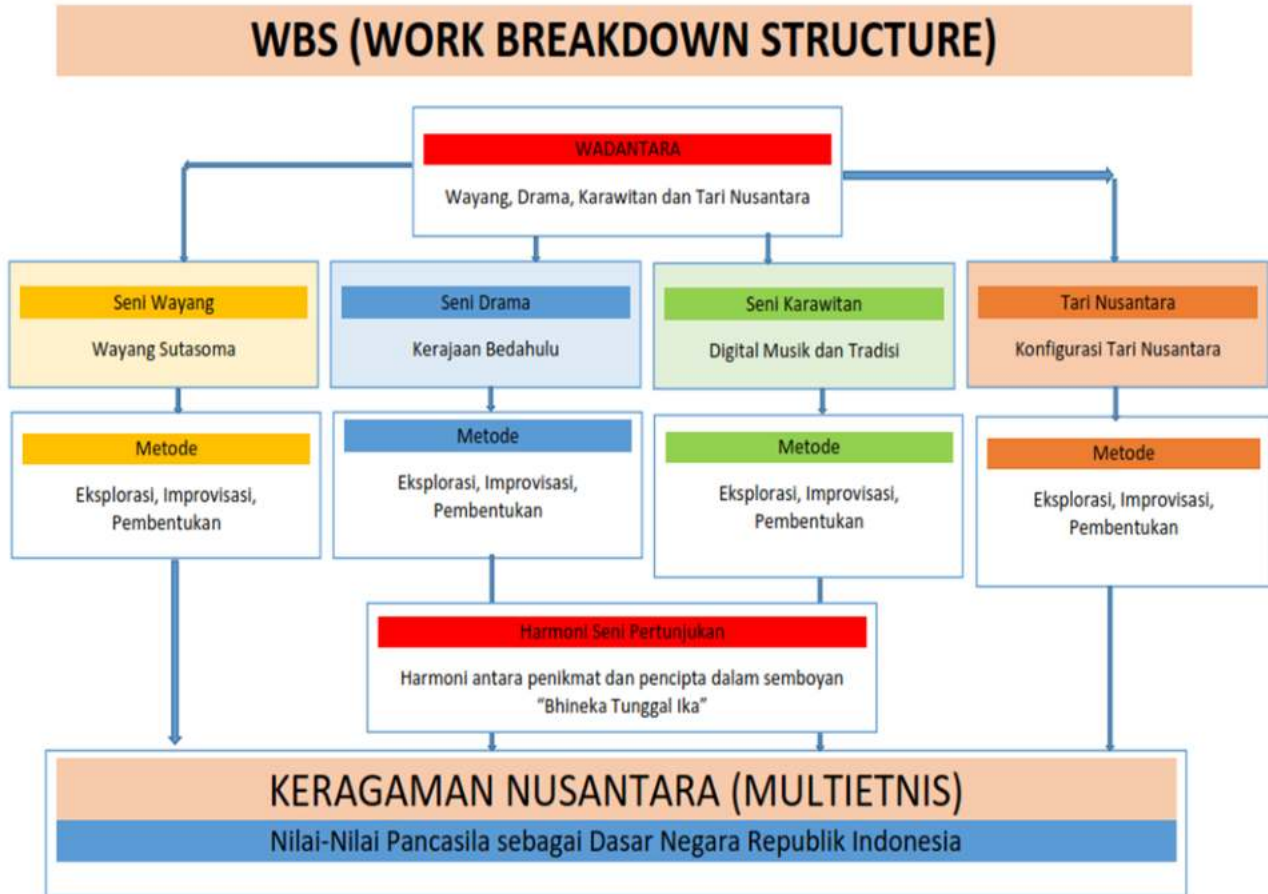 WBS (WORK BREAKDOWN STRUCTURE)
WADANTARA
Wayang, Drama, Karawitan dan Tari Nusantara
Seni Wayang
Wayang Sutasoma
Seni Drama
Kerajaan Bedahulu
Seni Karawitan
Digital Musik dan Tradisi
Tari Nusantara
Konfigurasi Tari Nusantara
Metode
Eksplorasi, Improvisasi,
Pembentukan
Metode
Eksplorasi, Improvisasi,
Pembentukan
Metode
Eksplorasi, Improvisasi,
Pembentukan
Metode
Eksplorasi, Improvisasi,
Pembentukan
Harmoni Seni Pertunjukan
Harmoni antara penikmat dan pencipta dalam semboyan
“Bhineka Tunggal Ika”
KERAGAMAN NUSANTARA (MULTIETNIS)
Nilai-Nilai Pancasila sebagai Dasar Negara Republik Indonesia